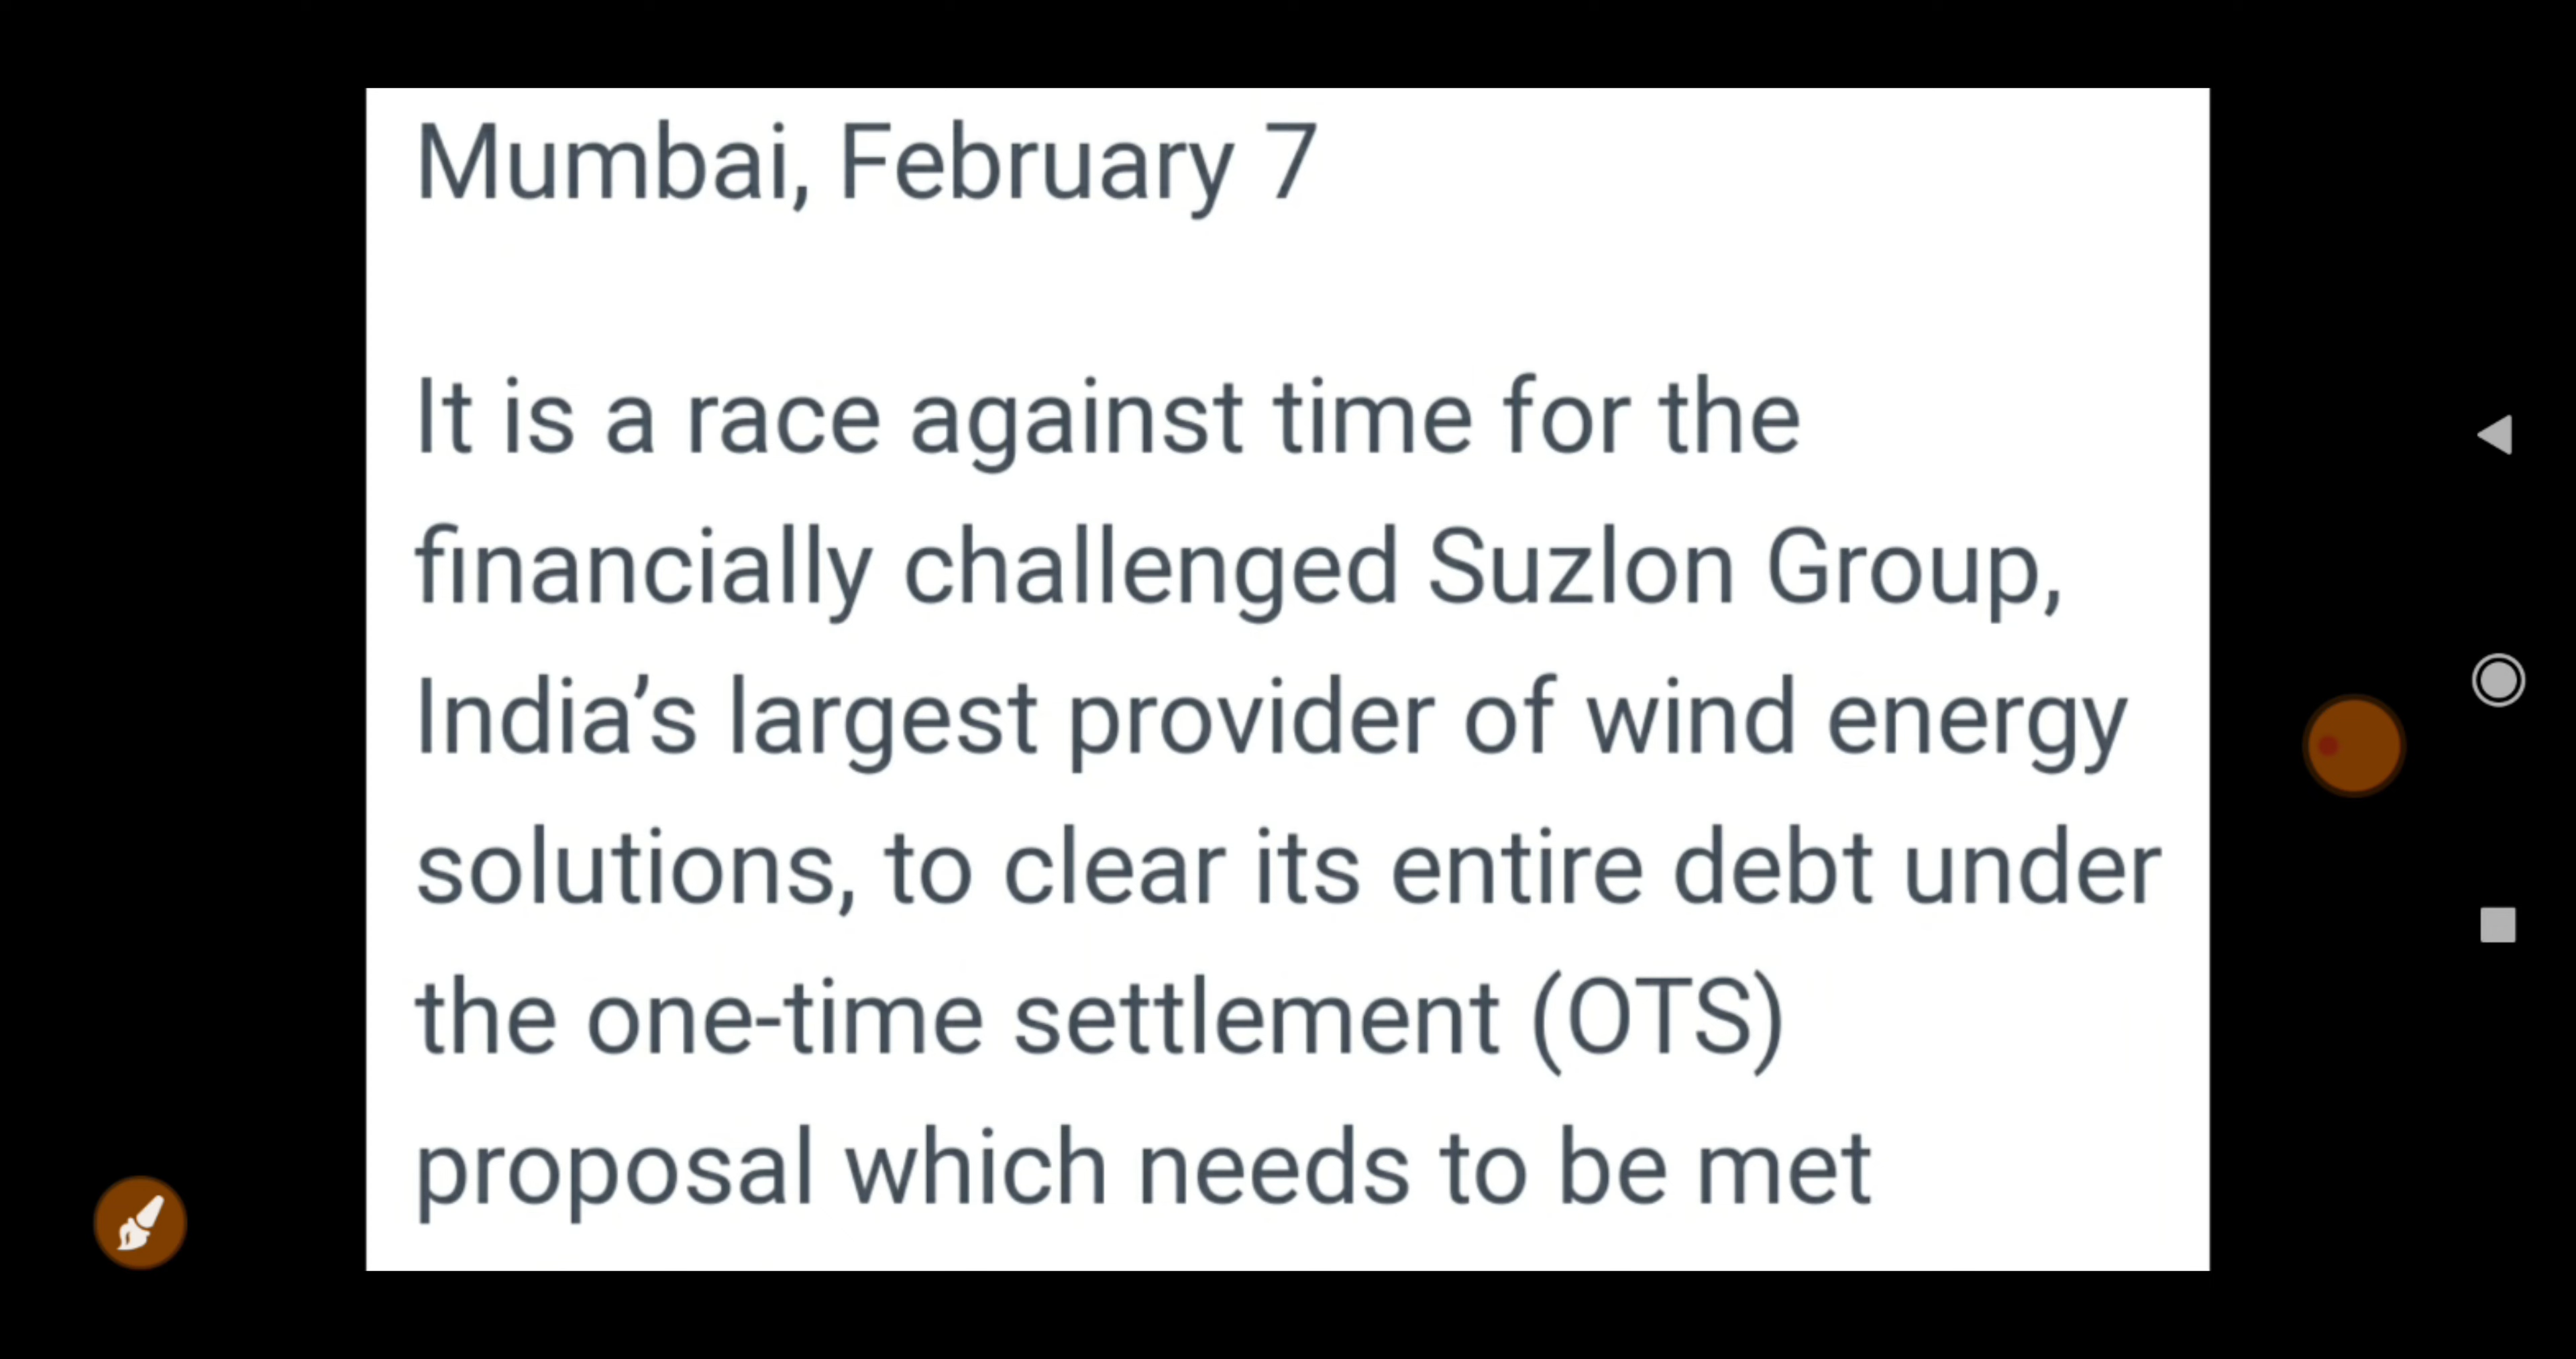 Mumbai, February 7
It is a race against time for the
financially challenged Suzlon Group,
India’s largest provider of wind energy
solutions, to clear its entire debt under
the one-time settlement (OTS)
proposal which needs to be met